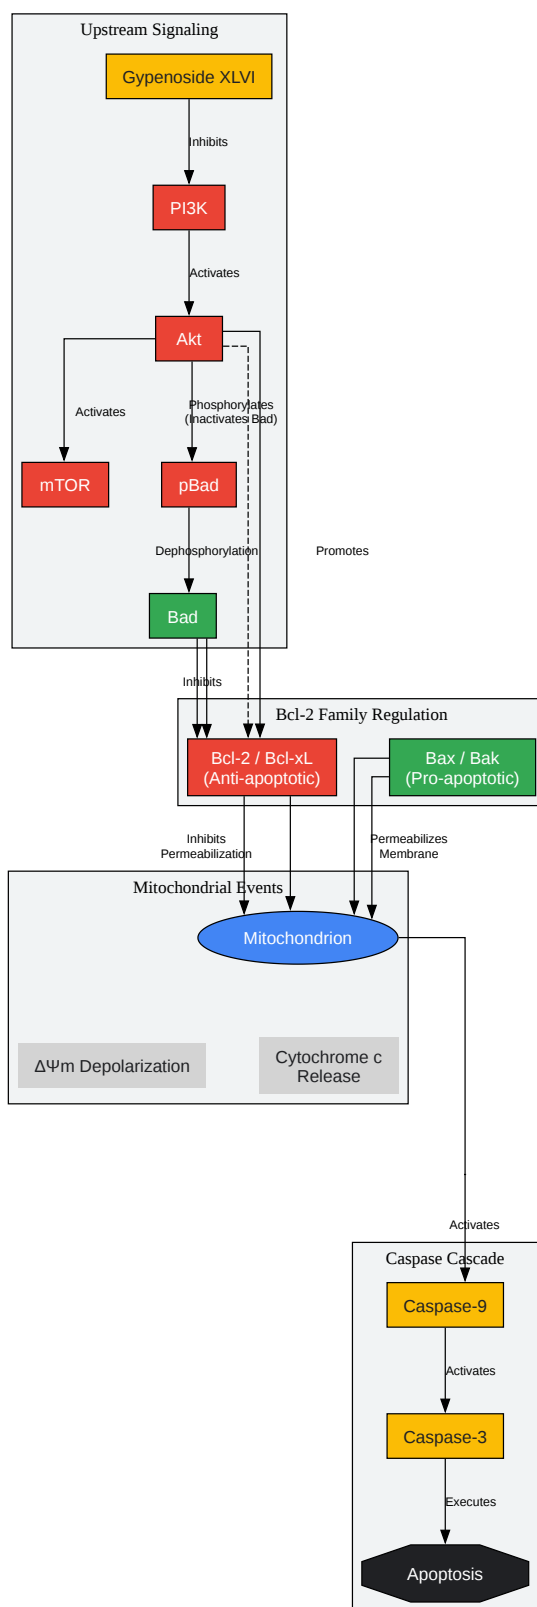 Upstream Signaling
Gypenoside XLVI
Inhibits
PI3K
Activates
Akt
Activates
Phosphorylates
(Inactivates Bad)
mTOR
pBad
Dephosphorylation
Promotes
Bad
Inhibits
Bcl-2 Family Regulation
Bcl-2 / Bcl-xL
(Anti-apoptotic)
Bax / Bak
(Pro-apoptotic)
Inhibits
Permeabilization
Permeabilizes
Membrane
Mitochondrial Events
Mitochondrion
ΔΨm Depolarization
Cytochrome c
Release
Activates
Caspase Cascade
Caspase-9
Activates
Caspase-3
Executes
Apoptosis